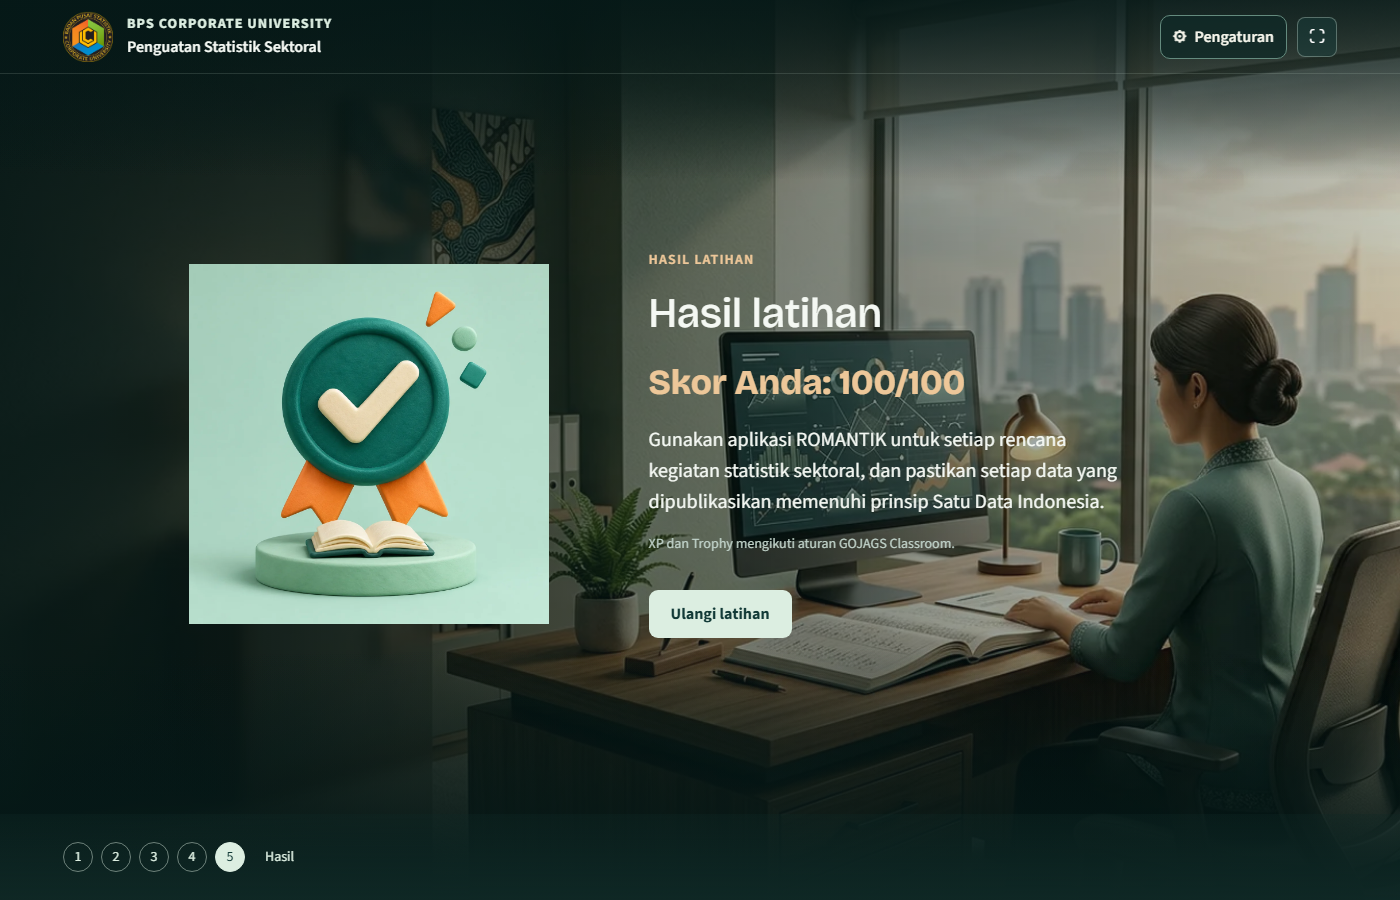 BPS CORPORATE UNIVERSITY
Penguatan Statistik Sektoral
Pengaturan
HASIL LATIHAN
Hasil latihan
Skor Anda: 100/100
Gunakan aplikasi ROMANTIK untuk setiap rencana
kegiatan statistik sektoral, dan pastikan setiap data yang
dipublikasikan memenuhi prinsip Satu Data Indonesia.
XP dan Trophy mengikuti aturan GOJAGS Classroom.
Ulangi latihan
1 2 3 4 5 Hasil